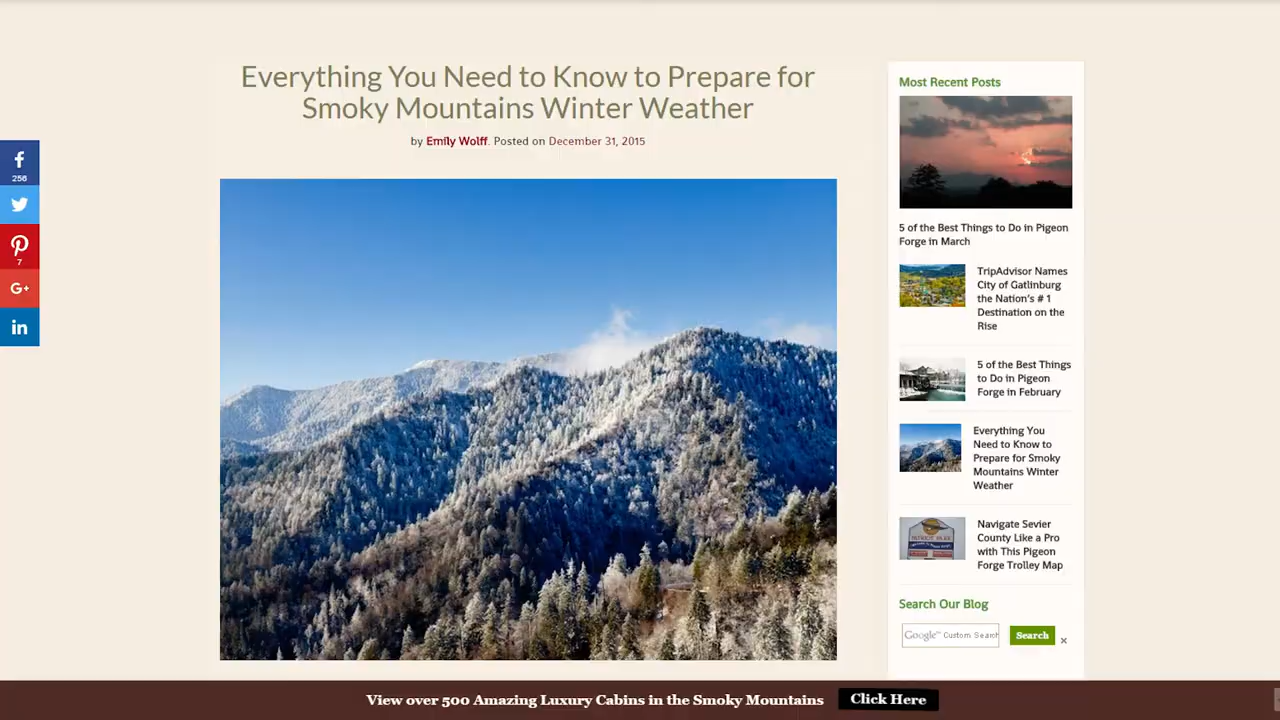 Everything You Need to Know to Prepare for
Smoky Mountains Winter Weather
by Emily Wolff. Posted on December 31, 2015
256
7
G+
in
Most Recent Posts
5 of the Best Things to Do in Pigeon
Forge in March
TripAdvisor Names
City of Gatlinburg
the Nation's # 1
Destination on the
Rise
5 of the Best Things
to Do in Pigeon
Forge in February
Everything You
Need to Know to
Prepare for Smoky
Mountains Winter
Weather
Navigate Sevier
County Like a Pro
with This Pigeon
Forge Trolley Map
Search Our Blog
Google™ Custom Search
Search
×
View over 500 Amazing Luxury Cabins in the Smoky Mountains
Click Here